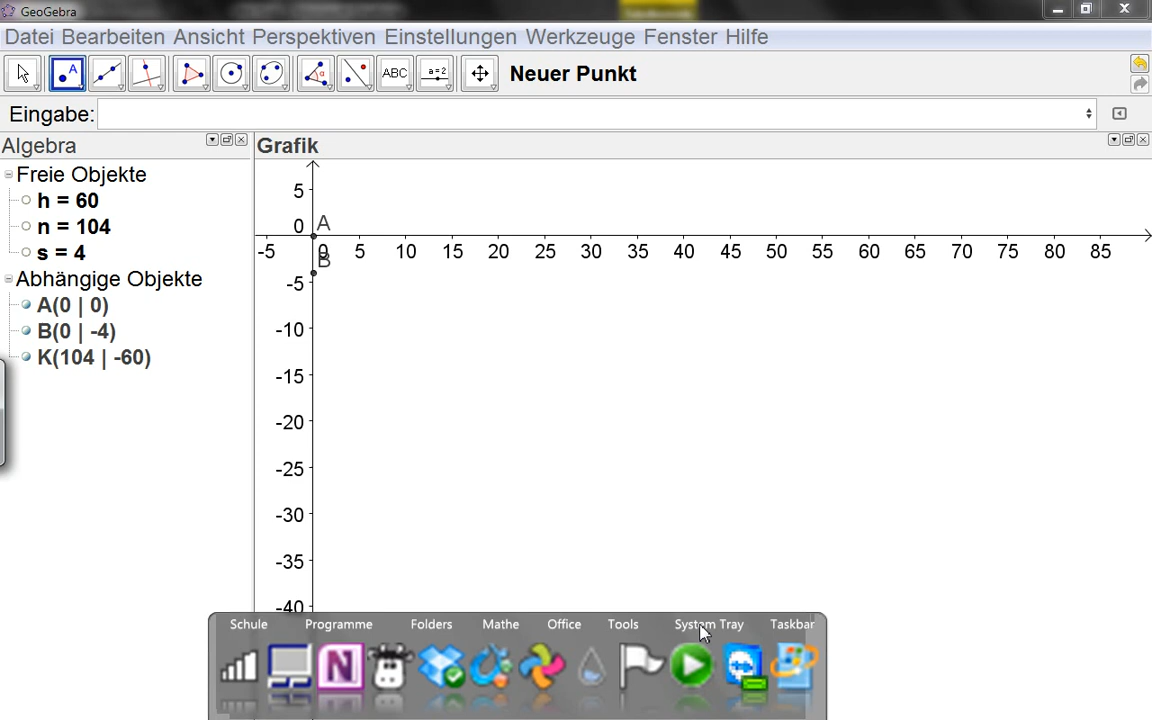 GeoGebra
Datei Bearbeiten Ansicht Perspektiven Einstellungen Werkzeuge Fenster Hilfe
A ABC a=2 Neuer Punkt
Eingabe:
Algebra
Grafik
Freie Objekte
h = 60
n = 104
s = 4
Abhängige Objekte
A(0 | 0)
B(0 | -4)
K(104 | -60)
5
0 A
-5 0 5 10 15 20 25 30 35 40 45 50 55 60 65 70 75 80 85
B
-5
-10
-15
-20
-25
-30
-35
-40
Schule Programme Folders Mathe Office Tools System Tray Taskbar
N